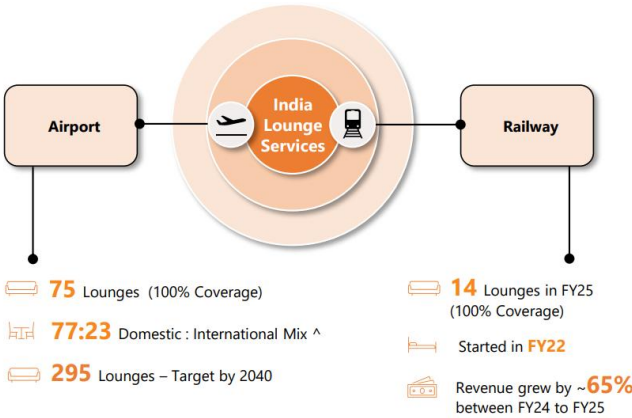 India
Lounge
Services
Airport
Railway
75 Lounges (100% Coverage)
77:23 Domestic : International Mix ^
295 Lounges – Target by 2040
14 Lounges in FY25
(100% Coverage)
Started in FY22
Revenue grew by ~65%
between FY24 to FY25